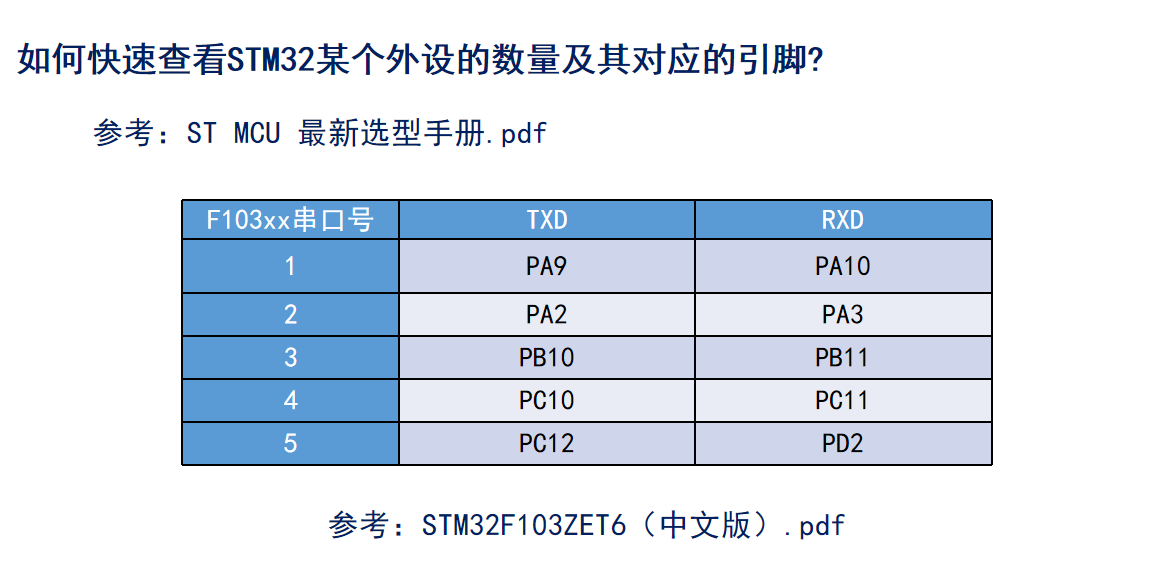 如何快速查看STM32某个外设的数量及其对应的引脚?
参考：ST MCU 最新选型手册.pdf
F103xx串口号 TXD RXD
1 PA9 PA10
2 PA2 PA3
3 PB10 PB11
4 PC10 PC11
5 PC12 PD2
参考：STM32F103ZET6（中文版）.pdf